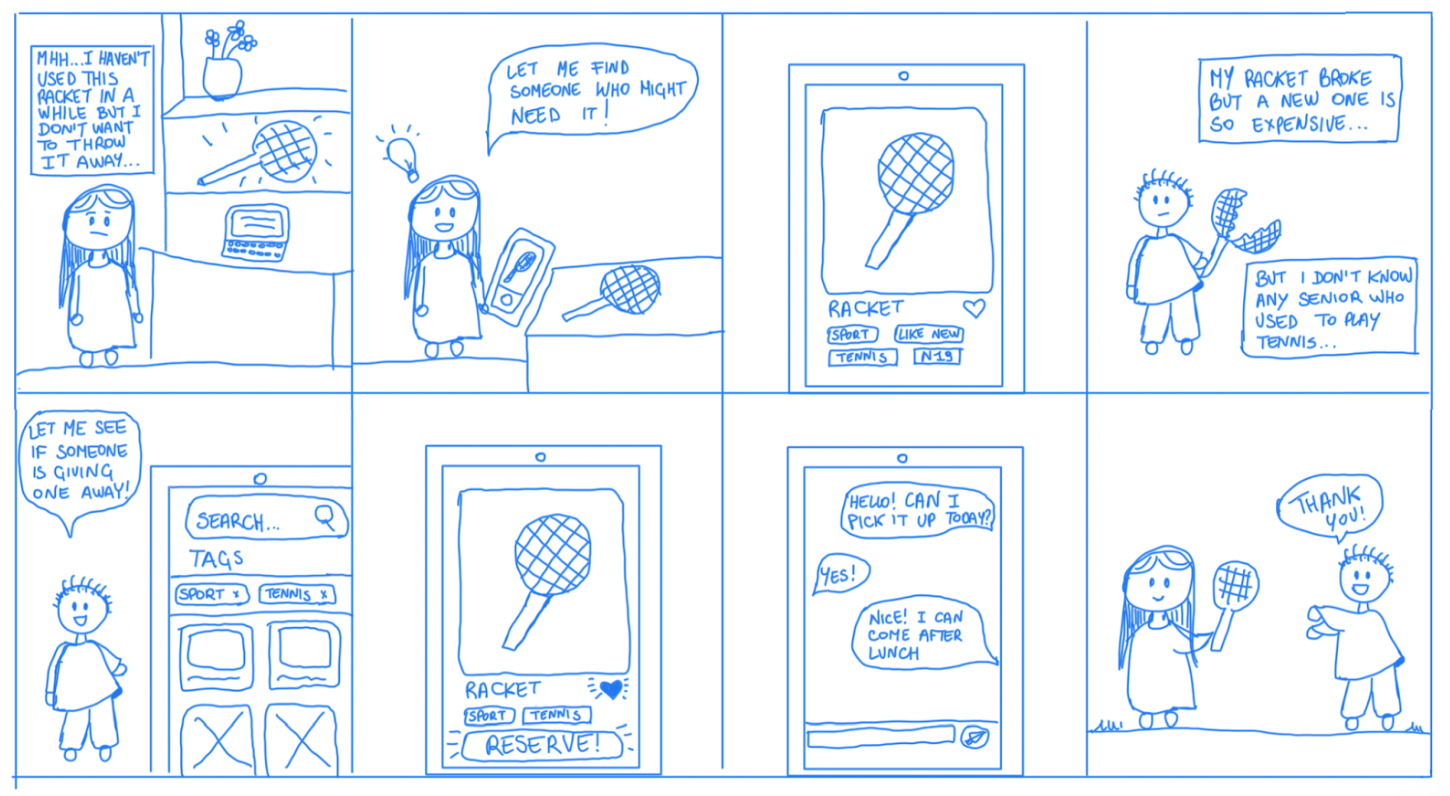 MHH...I HAVEN'T
USED THIS
RACKET IN A
WHILE BUT I
DON'T WANT
TO THROW
IT AWAY...
LET ME FIND
SOMEONE WHO MIGHT
NEED IT!
RACKET
SPORT LIKE NEW
TENNIS N19
MY RACKET BROKE
BUT A NEW ONE IS
SO EXPENSIVE...
BUT I DON'T KNOW
ANY SENIOR WHO
USED TO PLAY
TENNIS...
LET ME SEE
IF SOMEONE
IS GIVING
ONE AWAY!
SEARCH...
TAGS
SPORT x TENNIS x
RACKET
SPORT TENNIS
RESERVE!
HELLO! CAN I
PICK IT UP TODAY?
YES!
NICE! I CAN
COME AFTER
LUNCH
THANK
YOU!